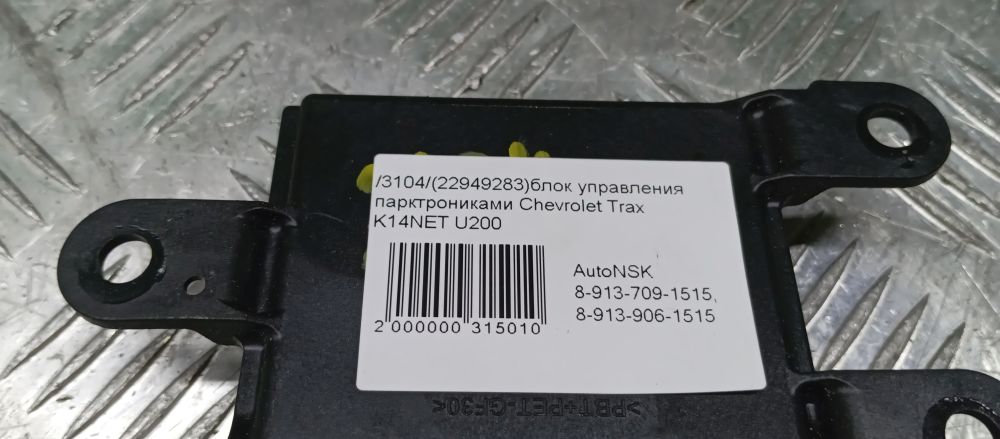 /3104/(22949283)блок управления
парктрониками Chevrolet Trax
K14NET U200
AutoNSK
8-913-709-1515,
8-913-906-1515
2 000000 315010
>PBT+PET-GF30<